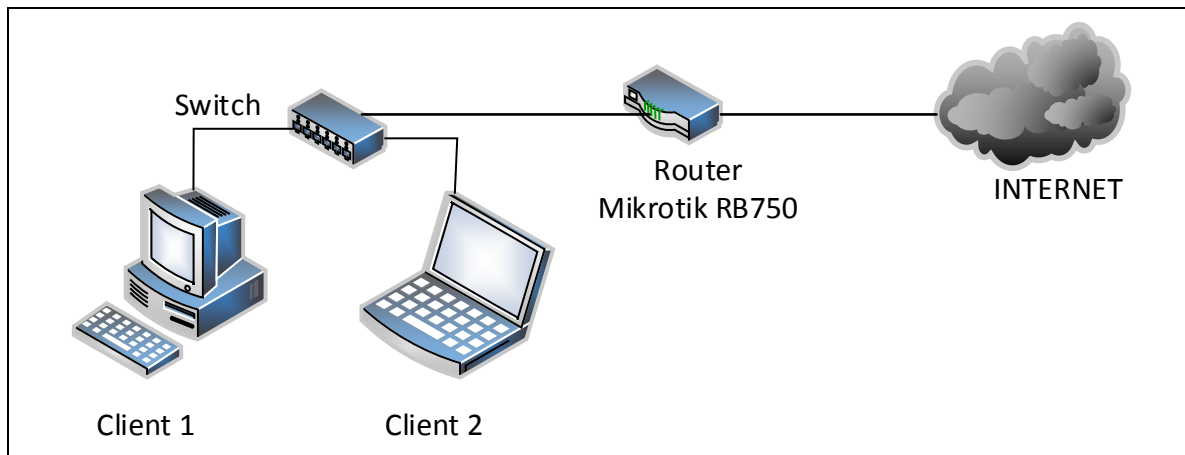 Switch
Router
Mikrotik RB750
INTERNET
Client 1
Client 2